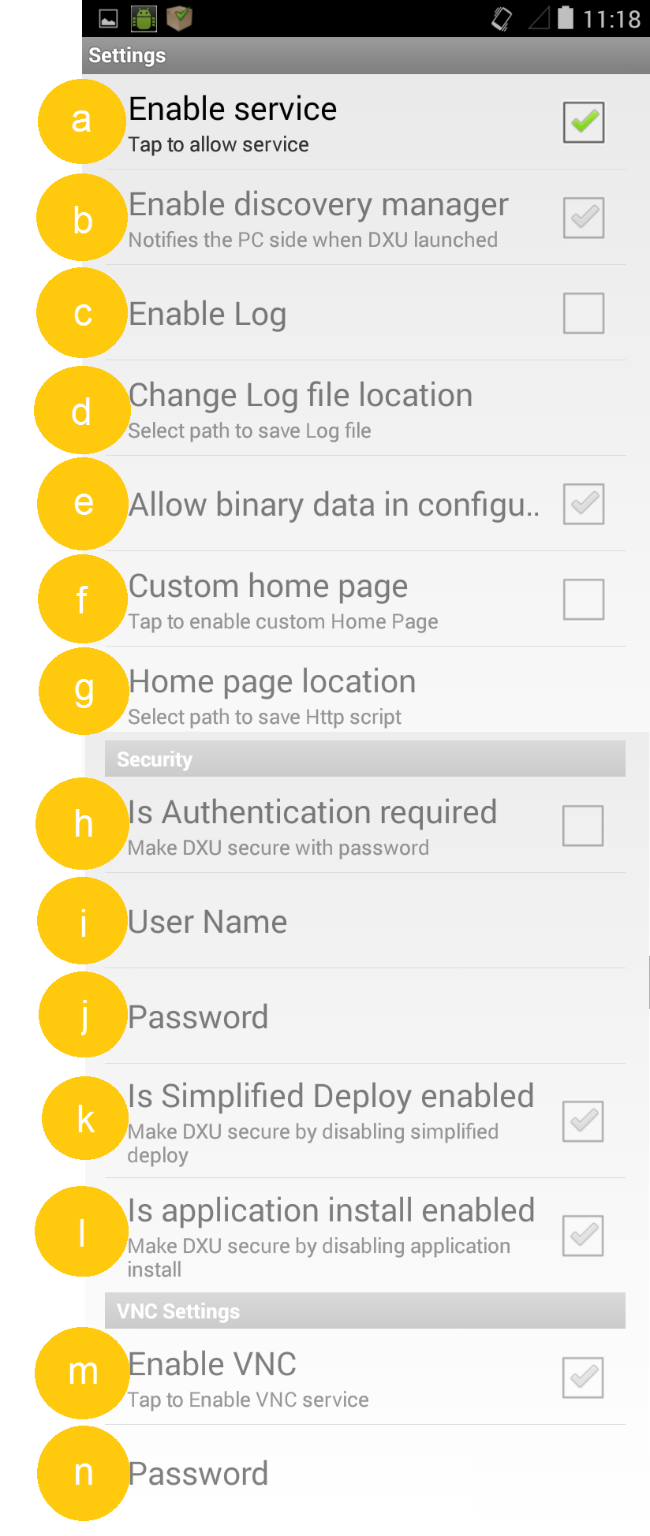 11:18
Settings
a
Enable service
Tap to allow service
b
Enable discovery manager
Notifies the PC side when DXU launched
c
Enable Log
d
Change Log file location
Select path to save Log file
e
Allow binary data in configu..
f
Custom home page
Tap to enable custom Home Page
g
Home page location
Select path to save Http script
Security
h
Is Authentication required
Make DXU secure with password
i
User Name
j
Password
k
Is Simplified Deploy enabled
Make DXU secure by disabling simplified
deploy
l
Is application install enabled
Make DXU secure by disabling application
install
VNC Settings
m
Enable VNC
Tap to Enable VNC service
n
Password